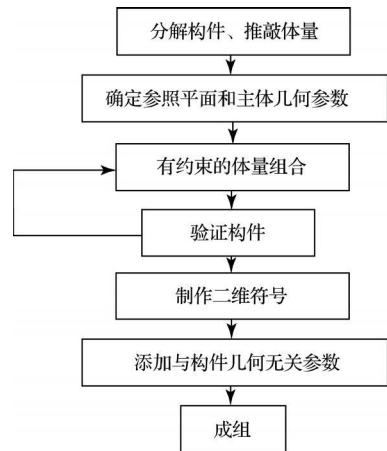 分解构件、推敲体量
确定参照平面和主体几何参数
有约束的体量组合
验证构件
制作二维符号
添加与构件几何无关参数
成组